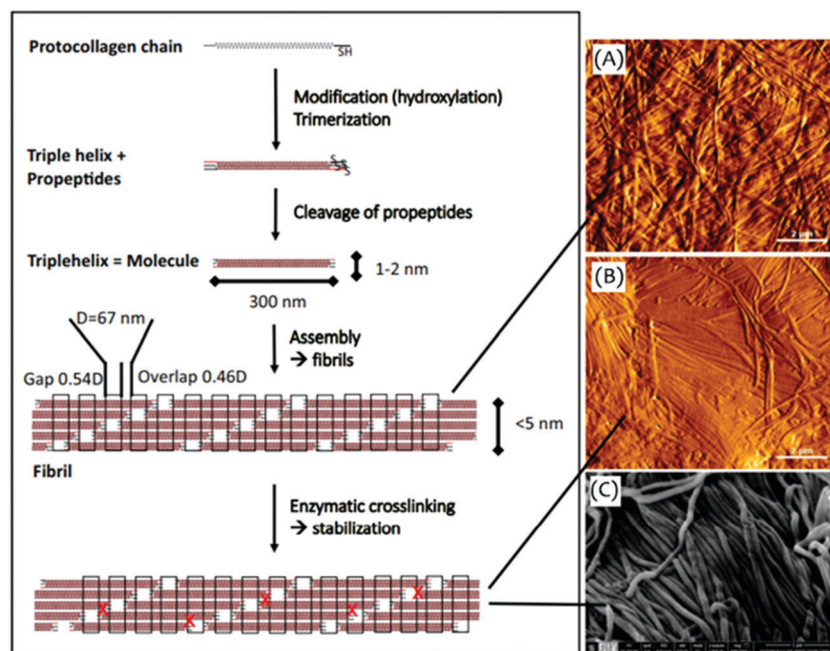 Protocollagen chain
SH
Modification (hydroxylation)
Trimerization
Triple helix +
Propeptides
S
S
S
Cleavage of propeptides
Triplehelix = Molecule
1-2 nm
300 nm
D=67 nm
Assembly
→ fibrils
Gap 0.54D
Overlap 0.46D
<5 nm
Fibril
Enzymatic crosslinking
→ stabilization
X
X
X
X
X
(A)
2 µm
(B)
2 µm
(C)